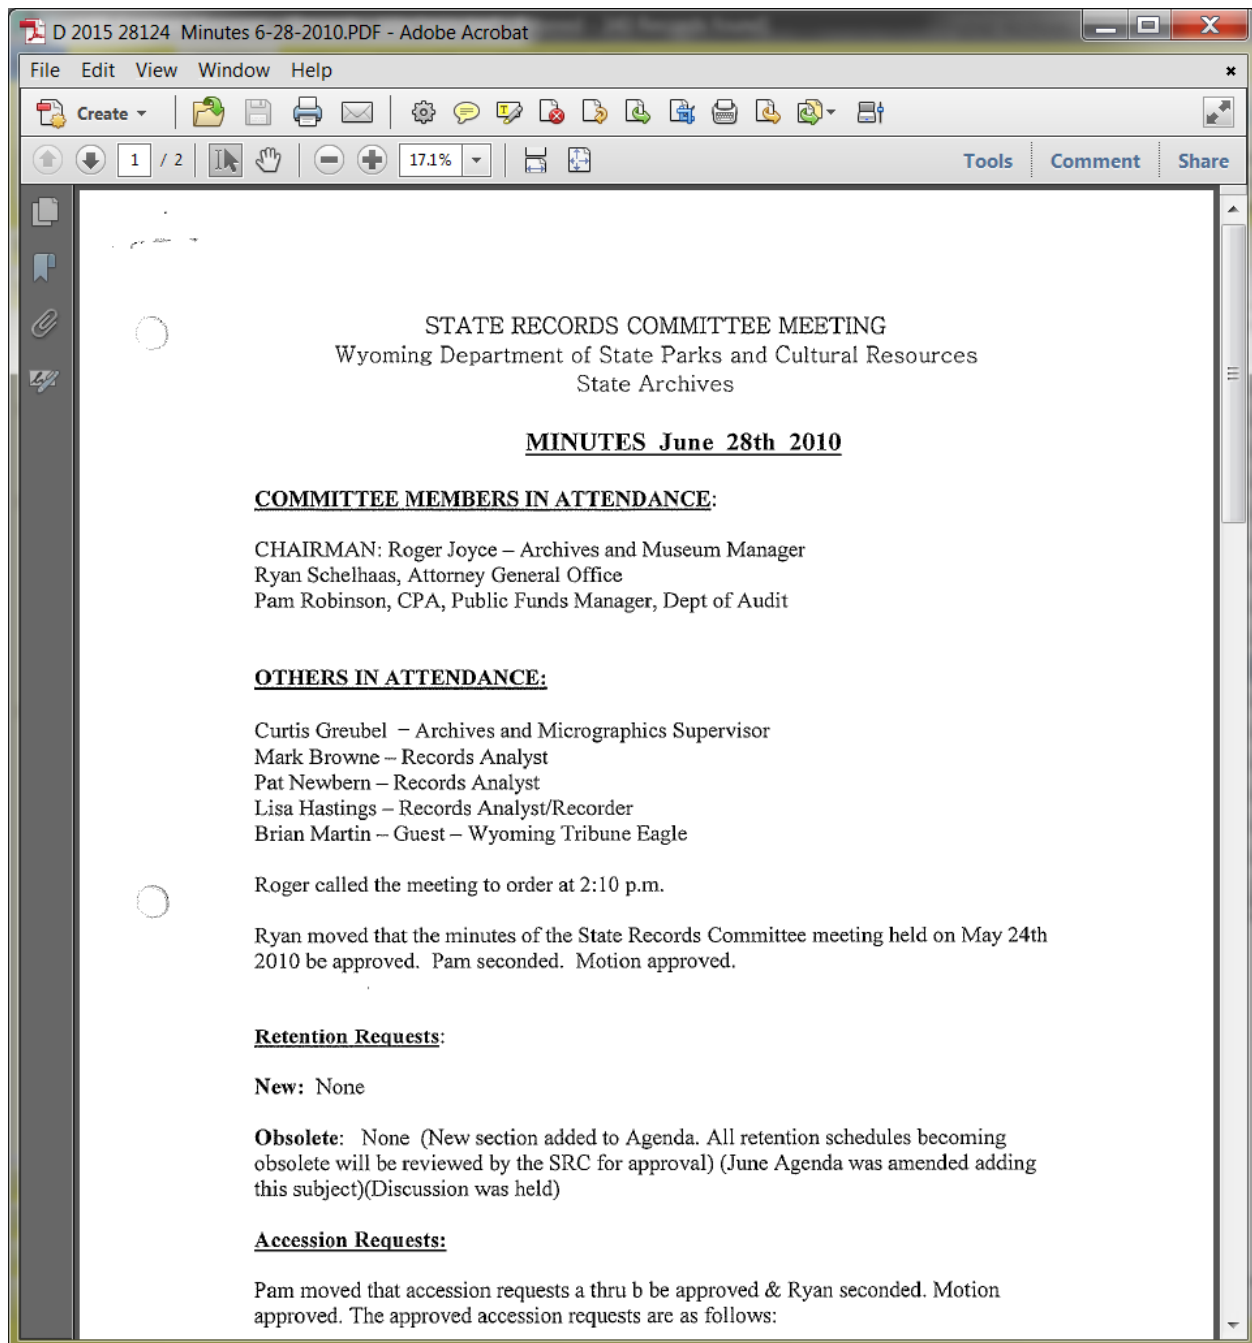 D 2015 28124 Minutes 6-28-2010.PDF - Adobe Acrobat
File Edit View Window Help
Create
1 / 2 17.1% Tools Comment Share
STATE RECORDS COMMITTEE MEETING
Wyoming Department of State Parks and Cultural Resources
State Archives
MINUTES June 28th 2010
COMMITTEE MEMBERS IN ATTENDANCE:
CHAIRMAN: Roger Joyce – Archives and Museum Manager
Ryan Schelhaas, Attorney General Office
Pam Robinson, CPA, Public Funds Manager, Dept of Audit
OTHERS IN ATTENDANCE:
Curtis Greubel – Archives and Micrographics Supervisor
Mark Browne – Records Analyst
Pat Newbern – Records Analyst
Lisa Hastings – Records Analyst/Recorder
Brian Martin – Guest – Wyoming Tribune Eagle
Roger called the meeting to order at 2:10 p.m.
Ryan moved that the minutes of the State Records Committee meeting held on May 24th
2010 be approved. Pam seconded. Motion approved.
Retention Requests:
New: None
Obsolete: None (New section added to Agenda. All retention schedules becoming
obsolete will be reviewed by the SRC for approval) (June Agenda was amended adding
this subject)(Discussion was held)
Accession Requests:
Pam moved that accession requests a thru b be approved & Ryan seconded. Motion
approved. The approved accession requests are as follows: